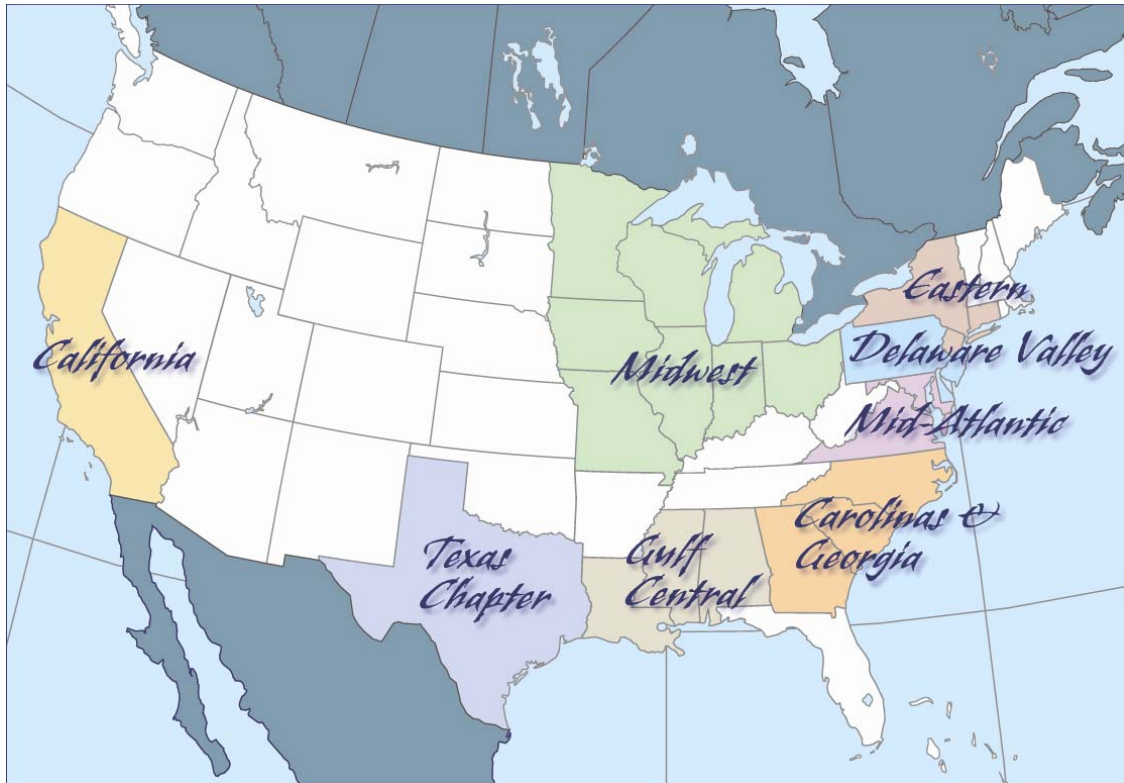 Eastern
Delaware Valley
California
Midwest
Mid-Atlantic
Carolinas &
Georgia
Texas
Chapter
Gulf
Central